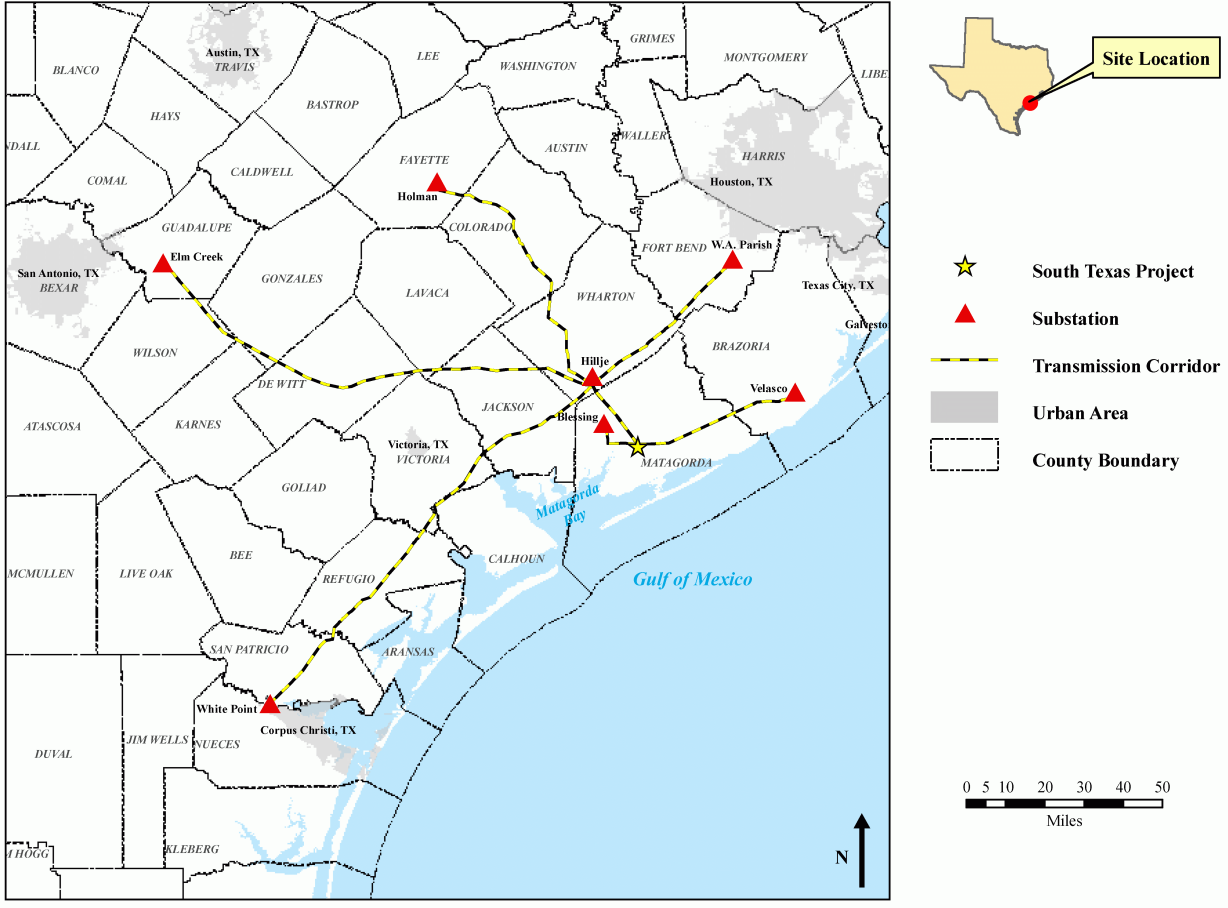 BLANCO
Austin, TX
TRAVIS
LEE
GRIMES
WASHINGTON
MONTGOMERY
LIBE
HAYS
BASTROP
NDALL
COMAL
CALDWELL
FAYETTE
AUSTIN
WALLER
HARRIS
Houston, TX
Holman
GUADALUPE
COLORADO
Elm Creek
FORT BEND
W.A. Parish
San Antonio, TX
BEXAR
GONZALES
LAVACA
WHARTON
Texas City, TX
Galvesto
WILSON
BRAZORIA
Hillje
DE WITT
Velasco
ATASCOSA
KARNES
JACKSON
Blessing
Victoria, TX
VICTORIA
MATAGORDA
GOLIAD
Matagorda
Bay
BEE
CALHOUN
MCMULLEN
LIVE OAK
REFUGIO
Gulf of Mexico
SAN PATRICIO
ARANSAS
White Point
Corpus Christi, TX
DUVAL
JIM WELLS
NUECES
KLEBERG
M HOGG
N
Site Location
South Texas Project
Substation
Transmission Corridor
Urban Area
County Boundary
0 5 10 20 30 40 50
Miles